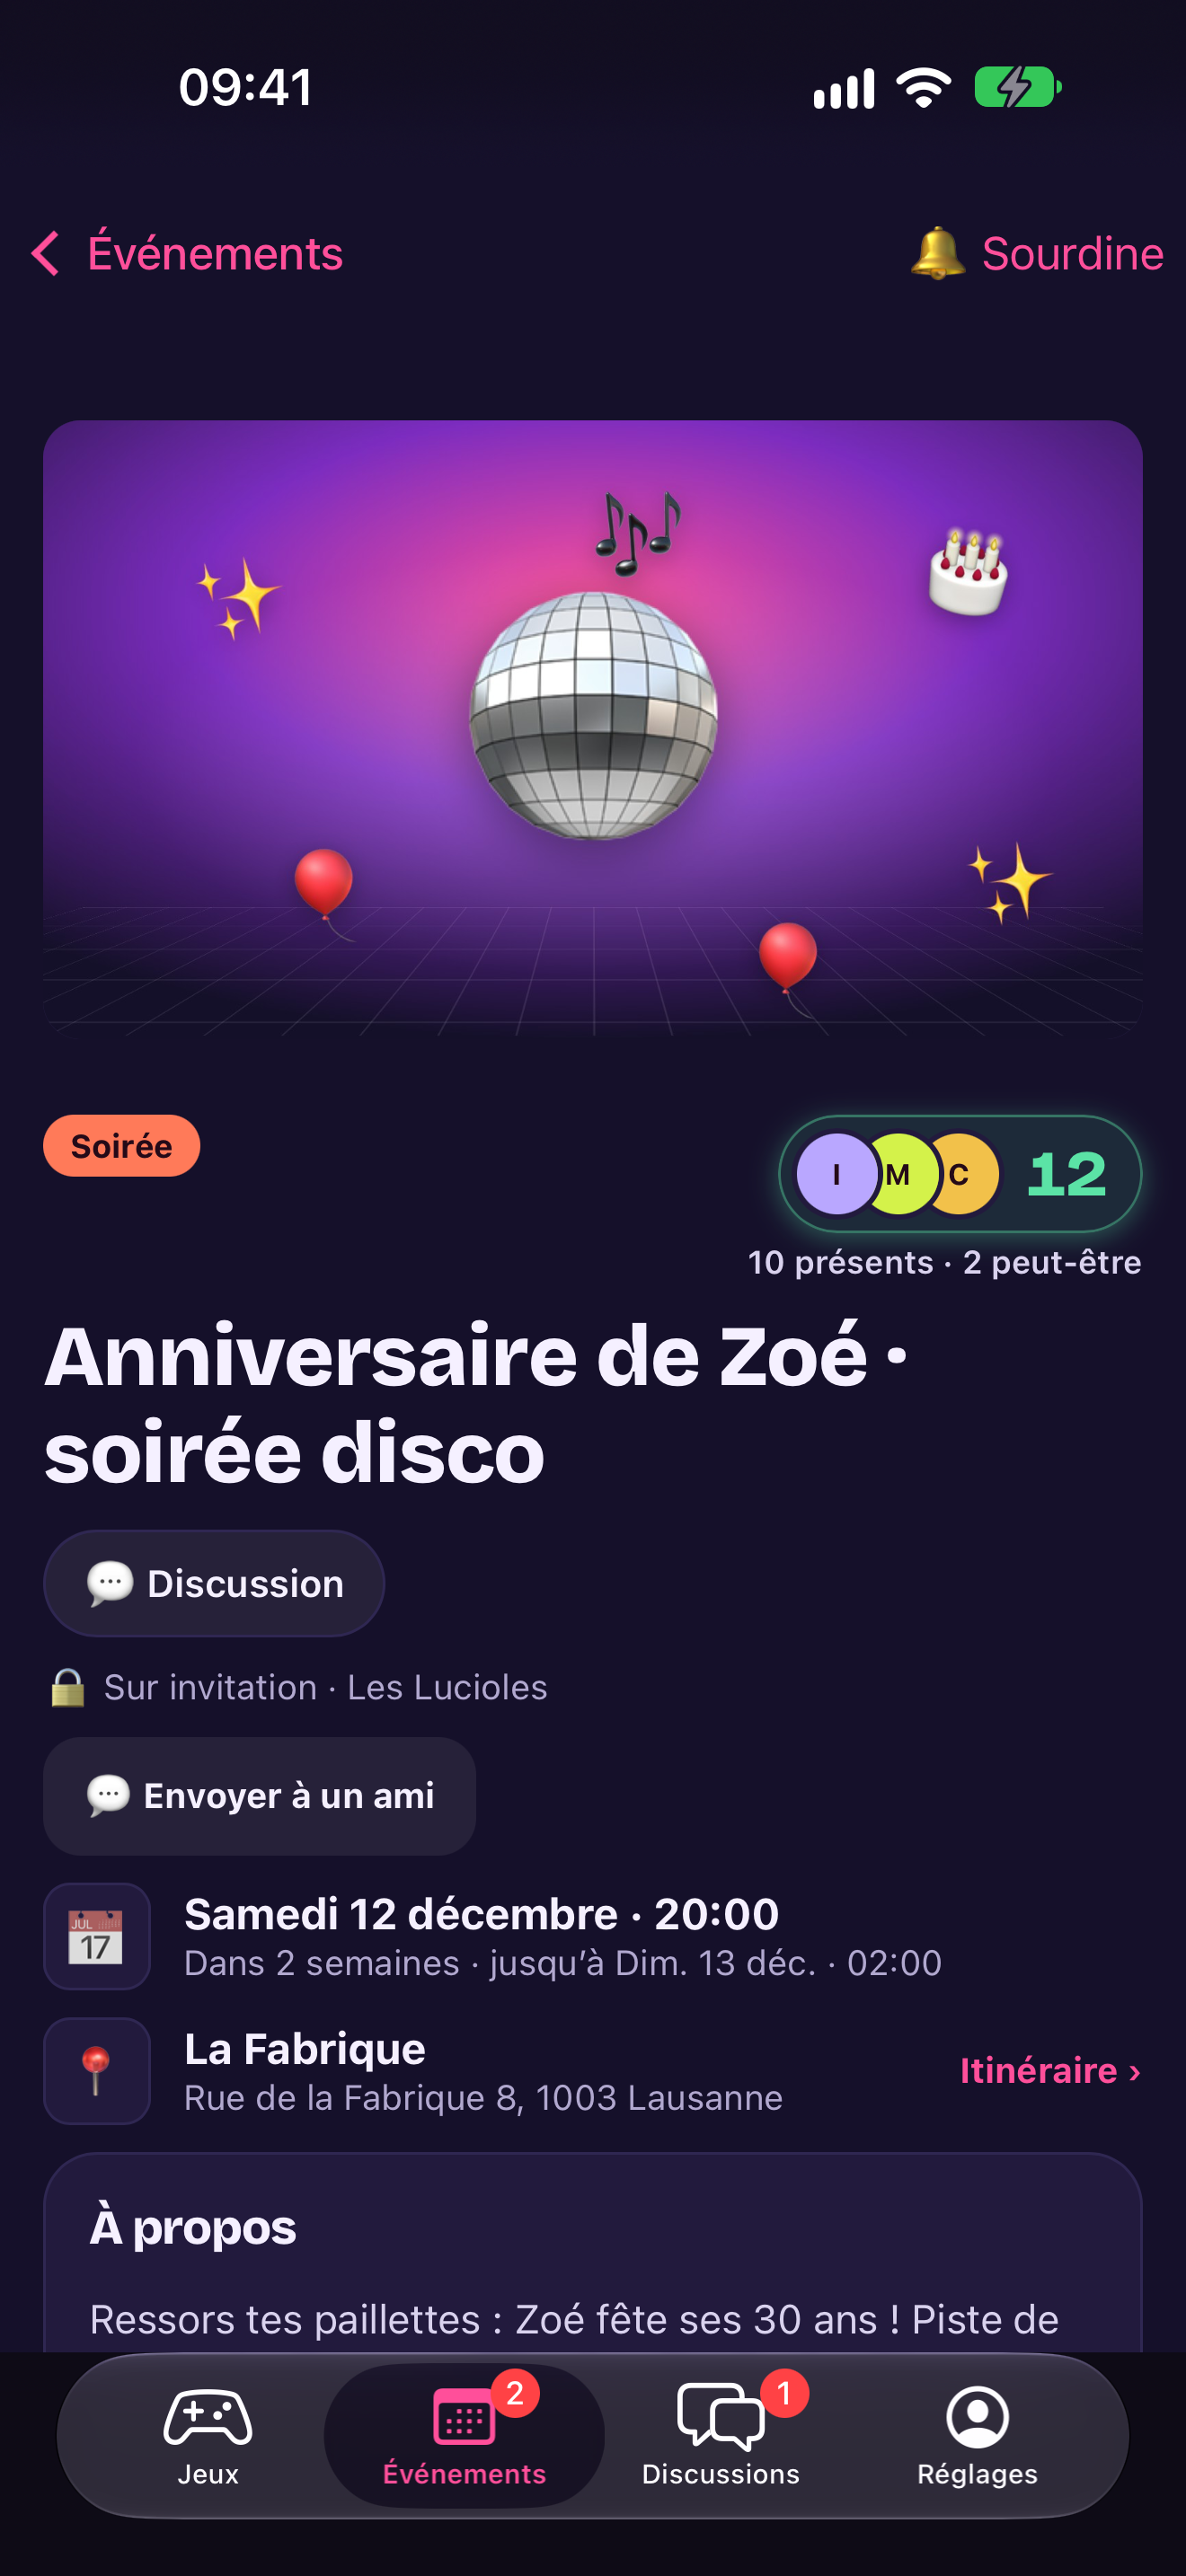 09:41
Événements
Sourdine
Soirée
I M C 12
10 présents · 2 peut-être
Anniversaire de Zoé ·
soirée disco
Discussion
Sur invitation · Les Lucioles
Envoyer à un ami
JUL
17
Samedi 12 décembre · 20:00
Dans 2 semaines · jusqu’à Dim. 13 déc. · 02:00
La Fabrique
Rue de la Fabrique 8, 1003 Lausanne
Itinéraire ›
À propos
Ressors tes paillettes : Zoé fête ses 30 ans ! Piste de
2
1
Jeux
Événements
Discussions
Réglages